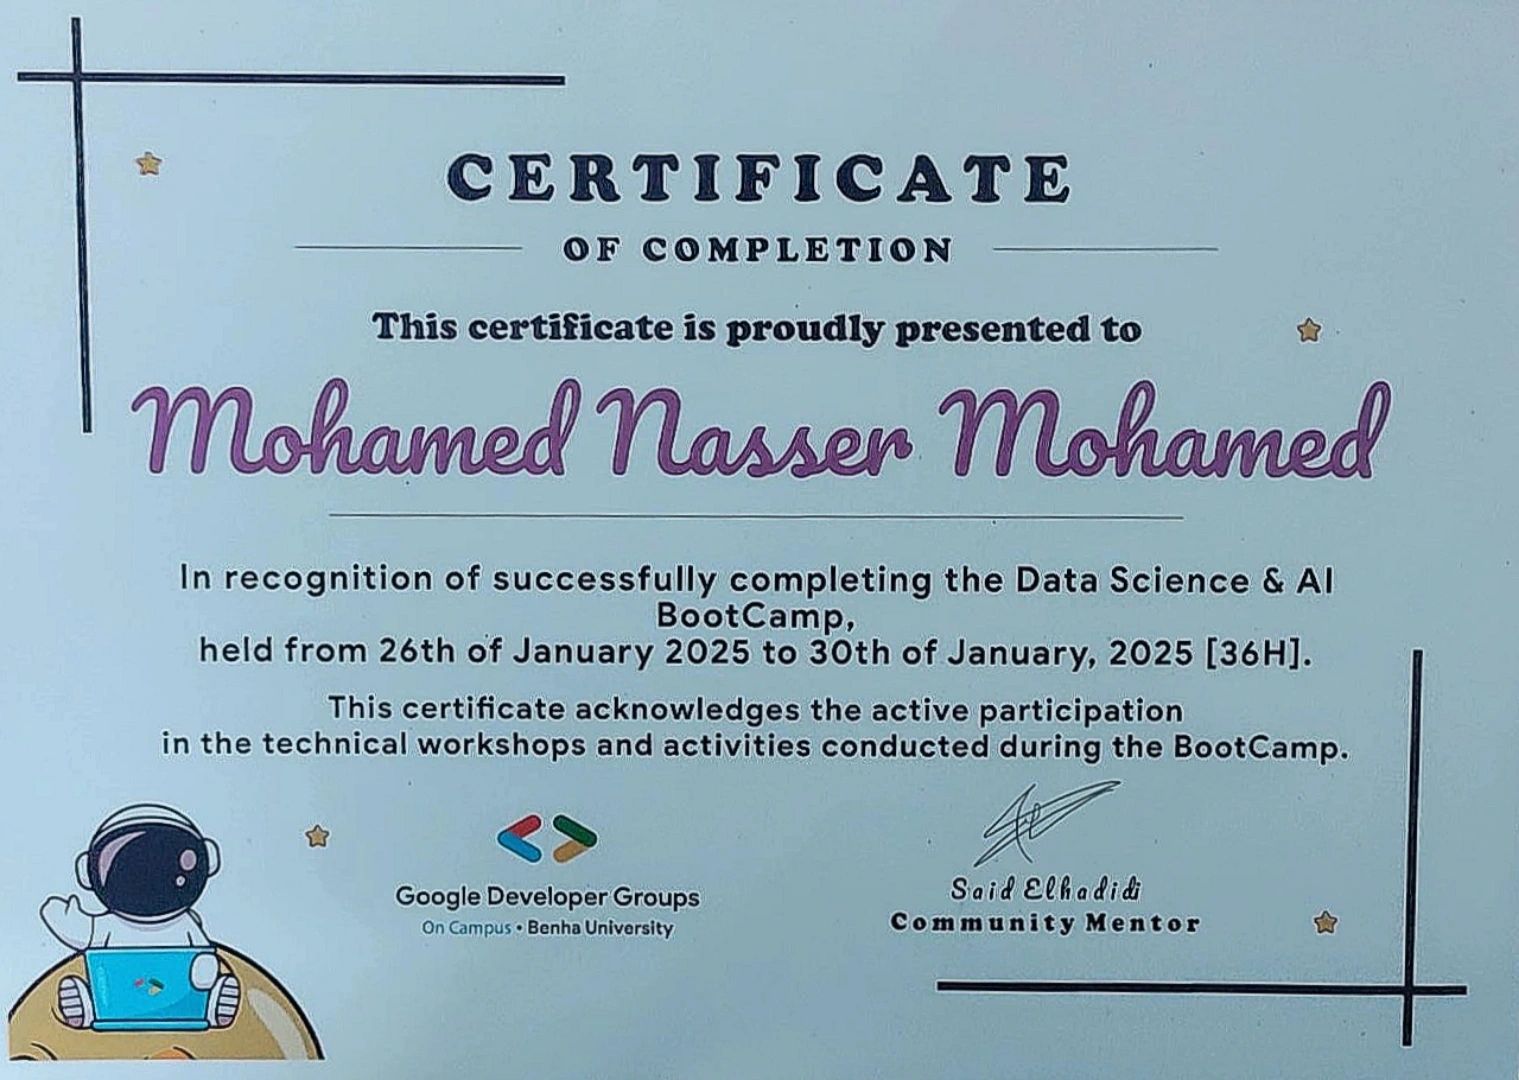 CERTIFICATE
OF COMPLETION
This certificate is proudly presented to
Mohamed Nasser Mohamed
In recognition of successfully completing the Data Science & AI
BootCamp,
held from 26th of January 2025 to 30th of January, 2025 [36H].
This certificate acknowledges the active participation
in the technical workshops and activities conducted during the BootCamp.
Google Developer Groups
On Campus • Benha University
Said Elhadidi
Community Mentor